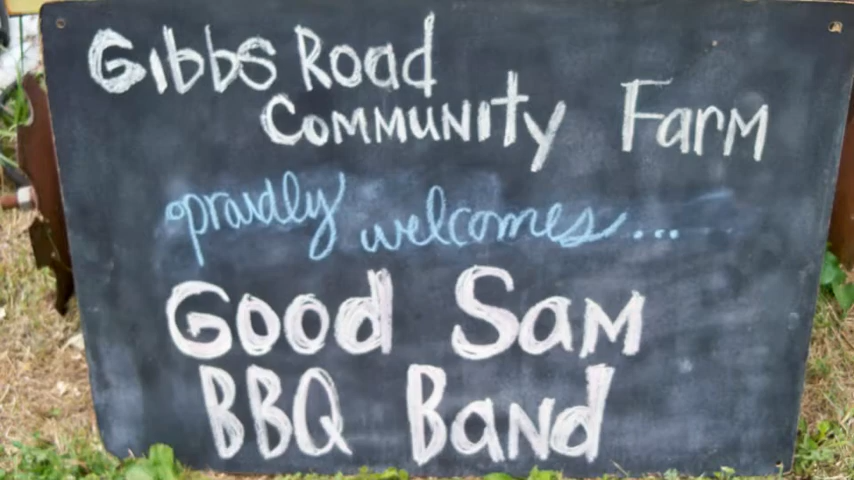 Gibbs Road
Community Farm
proudly welcomes...
Good Sam
BBQ Band